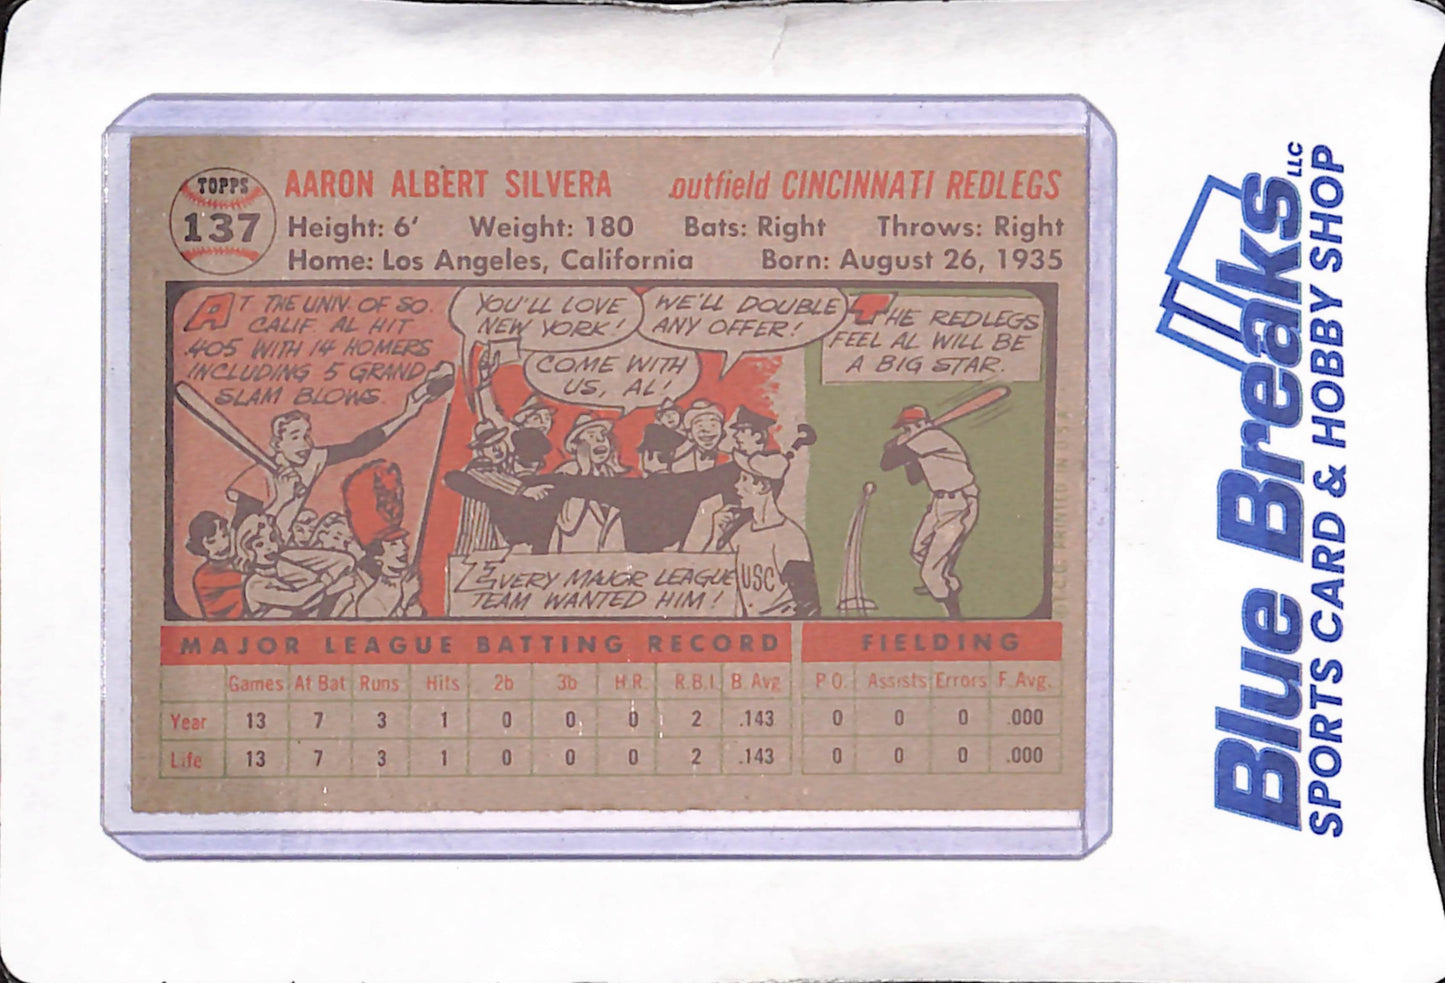 TOPPS
137
AARON ALBERT SILVERA outfield CINCINNATI REDLEGS
Height: 6' Weight: 180 Bats: Right Throws: Right
Home: Los Angeles, California Born: August 26, 1935
AT THE UNIV. OF SO.
CALIF. AL HIT
.405 WITH 14 HOMERS
INCLUDING 5 GRAND
SLAM BLOWS.
YOU'LL LOVE
NEW YORK!
WE'LL DOUBLE
ANY OFFER!
COME WITH
US, AL!
?
USC
EVERY MAJOR LEAGUE
TEAM WANTED HIM!
THE REDLEGS
FEEL AL WILL BE
A BIG STAR.
PRINTED IN U.S.A.
MAJOR LEAGUE BATTING RECORD FIELDING
Games At Bat Runs Hits 2b 3b H.R. R.B.I. B. Avg. P.O. Assists Errors F. Avg.
Year 13 7 3 1 0 0 0 2 .143 0 0 0 .000
Life 13 7 3 1 0 0 0 2 .143 0 0 0 .000
Blue Breaks LLC
SPORTS CARD & HOBBY SHOP